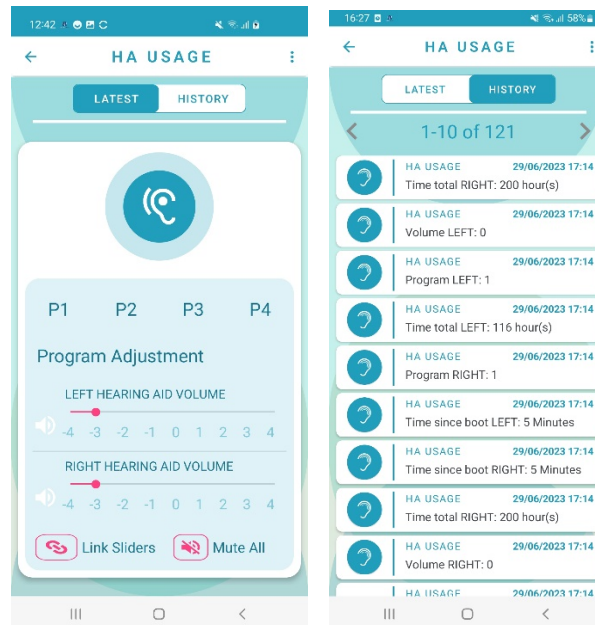 12:42
HA USAGE
LATEST HISTORY
P1 P2 P3 P4
Program Adjustment
LEFT HEARING AID VOLUME
-4 -3 -2 -1 0 1 2 3 4
RIGHT HEARING AID VOLUME
-4 -3 -2 -1 0 1 2 3 4
Link Sliders Mute All
16:27 58%
HA USAGE
LATEST HISTORY
1-10 of 121
HA USAGE 29/06/2023 17:14
Time total RIGHT: 200 hour(s)
HA USAGE 29/06/2023 17:14
Volume LEFT: 0
HA USAGE 29/06/2023 17:14
Program LEFT: 1
HA USAGE 29/06/2023 17:14
Time total LEFT: 116 hour(s)
HA USAGE 29/06/2023 17:14
Program RIGHT: 1
HA USAGE 29/06/2023 17:14
Time since boot LEFT: 5 Minutes
HA USAGE 29/06/2023 17:14
Time since boot RIGHT: 5 Minutes
HA USAGE 29/06/2023 17:14
Time total RIGHT: 200 hour(s)
HA USAGE 29/06/2023 17:14
Volume RIGHT: 0
HA USAGE 29/06/2023 17:14